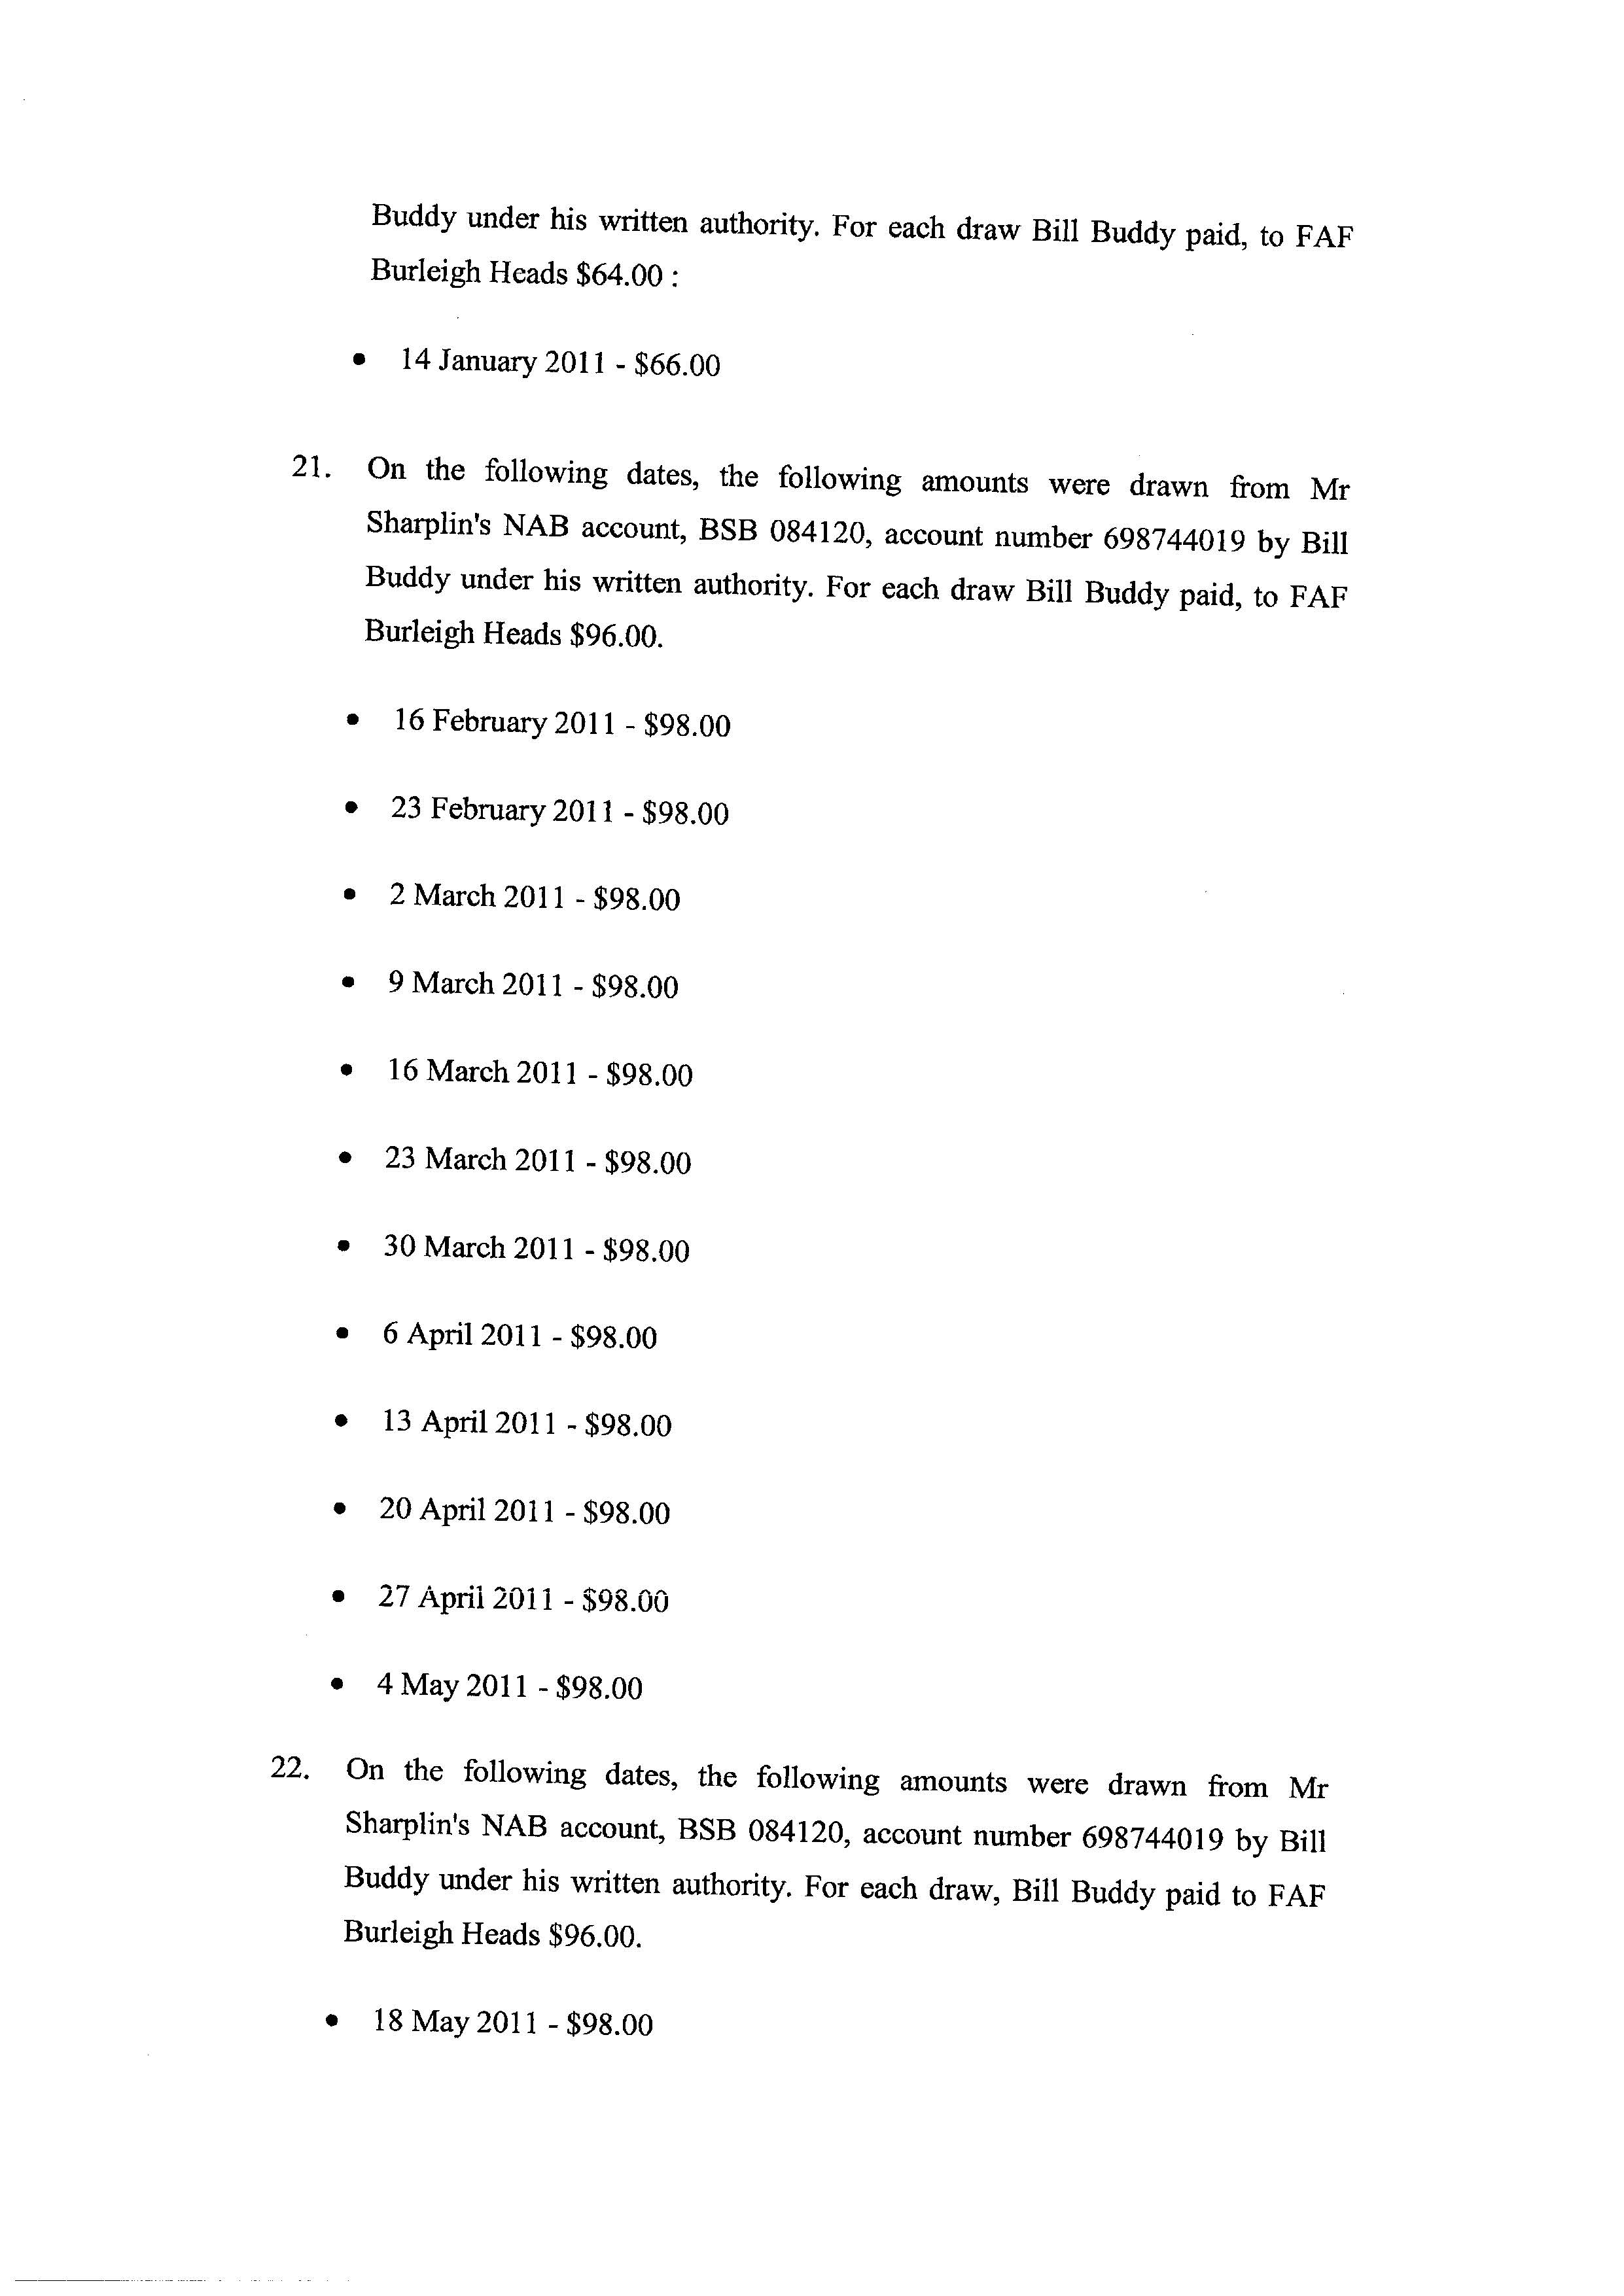 Buddy under his written authority. For each draw Bill Buddy paid, to FAF
Burleigh Heads $64.00 :
• 14 January 2011 - $66.00
21. On the following dates, the following amounts were drawn from Mr
Sharplin's NAB account, BSB 084120, account number 698744019 by Bill
Buddy under his written authority. For each draw Bill Buddy paid, to FAF
Burleigh Heads $96.00.
• 16 February 2011 - $98.00
• 23 February 2011 - $98.00
• 2 March 2011 - $98.00
• 9 March 2011 - $98.00
• 16 March 2011 - $98.00
• 23 March 2011 - $98.00
• 30 March 2011 - $98.00
• 6 April 2011 - $98.00
• 13 April 2011 - $98.00
• 20 April 2011 - $98.00
• 27 April 2011 - $98.00
• 4 May 2011 - $98.00
22. On the following dates, the following amounts were drawn from Mr
Sharplin's NAB account, BSB 084120, account number 698744019 by Bill
Buddy under his written authority. For each draw, Bill Buddy paid to FAF
Burleigh Heads $96.00.
• 18 May 2011 - $98.00